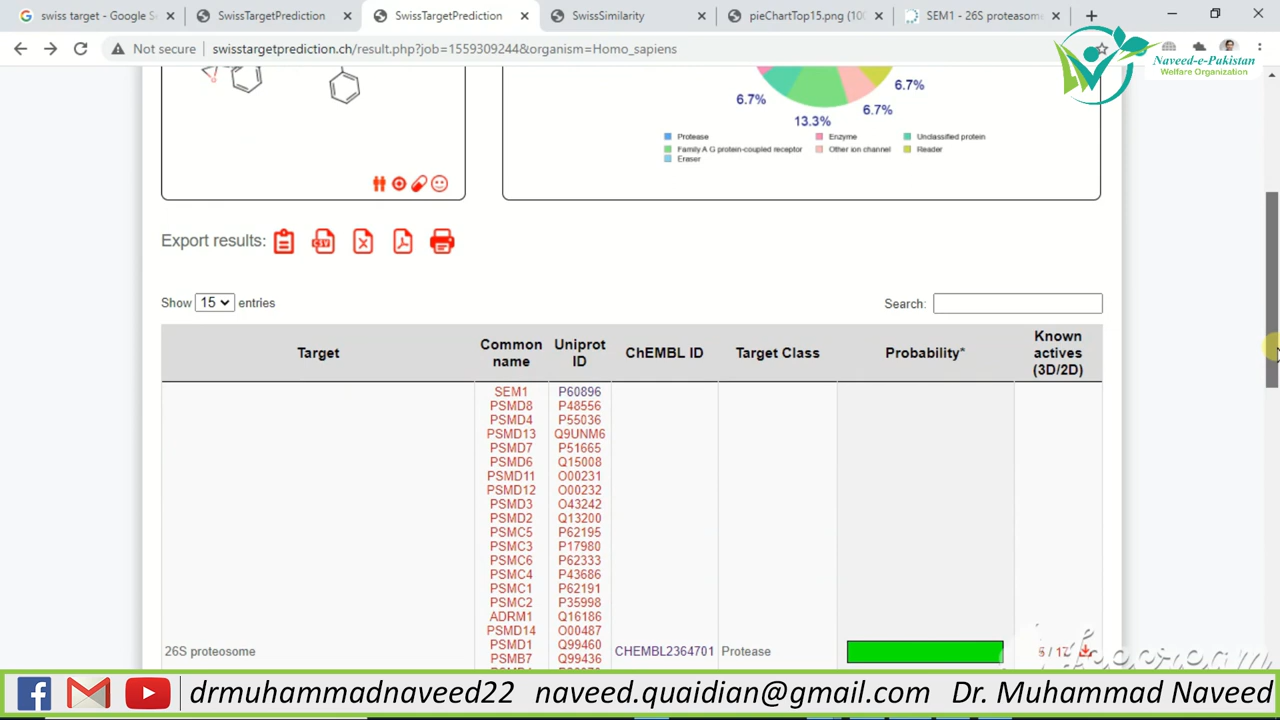 swiss target - Google S
SwissTargetPrediction
SwissTargetPrediction
SwissSimilarity
pieChartTop15.png (100
SEM1 - 26S proteasome
Not secure
swisstargetprediction.ch/result.php?job=1559309244&organism=Homo_sapiens
Naveed-e-Pakistan
Welfare Organization
6.7%
6.7%
6.7%
13.3%
Protease
Enzyme
Unclassified protein
Family A G protein-coupled receptor
Other ion channel
Reader
Eraser
Export results:
CSV
Show 15 entries
Search:
Target
Common name
Uniprot ID
ChEMBL ID
Target Class
Probability*
Known actives (3D/2D)
SEM1 P60896
PSMD8 P48556
PSMD4 P55036
PSMD13 Q9UNM6
PSMD7 P51665
PSMD6 Q15008
PSMD11 O00231
PSMD12 O00232
PSMD3 O43242
PSMD2 Q13200
PSMC5 P62195
PSMC3 P17980
PSMC6 P62333
PSMC4 P43686
PSMC1 P62191
PSMC2 P35998
ADRM1 Q16186
PSMD14 O00487
PSMD1 Q99460
26S proteosome
CHEMBL2364701
Protease
PSMB7 Q99436
drmuhammadnaveed22 naveed.quaidian@gmail.com Dr. Muhammad Naveed